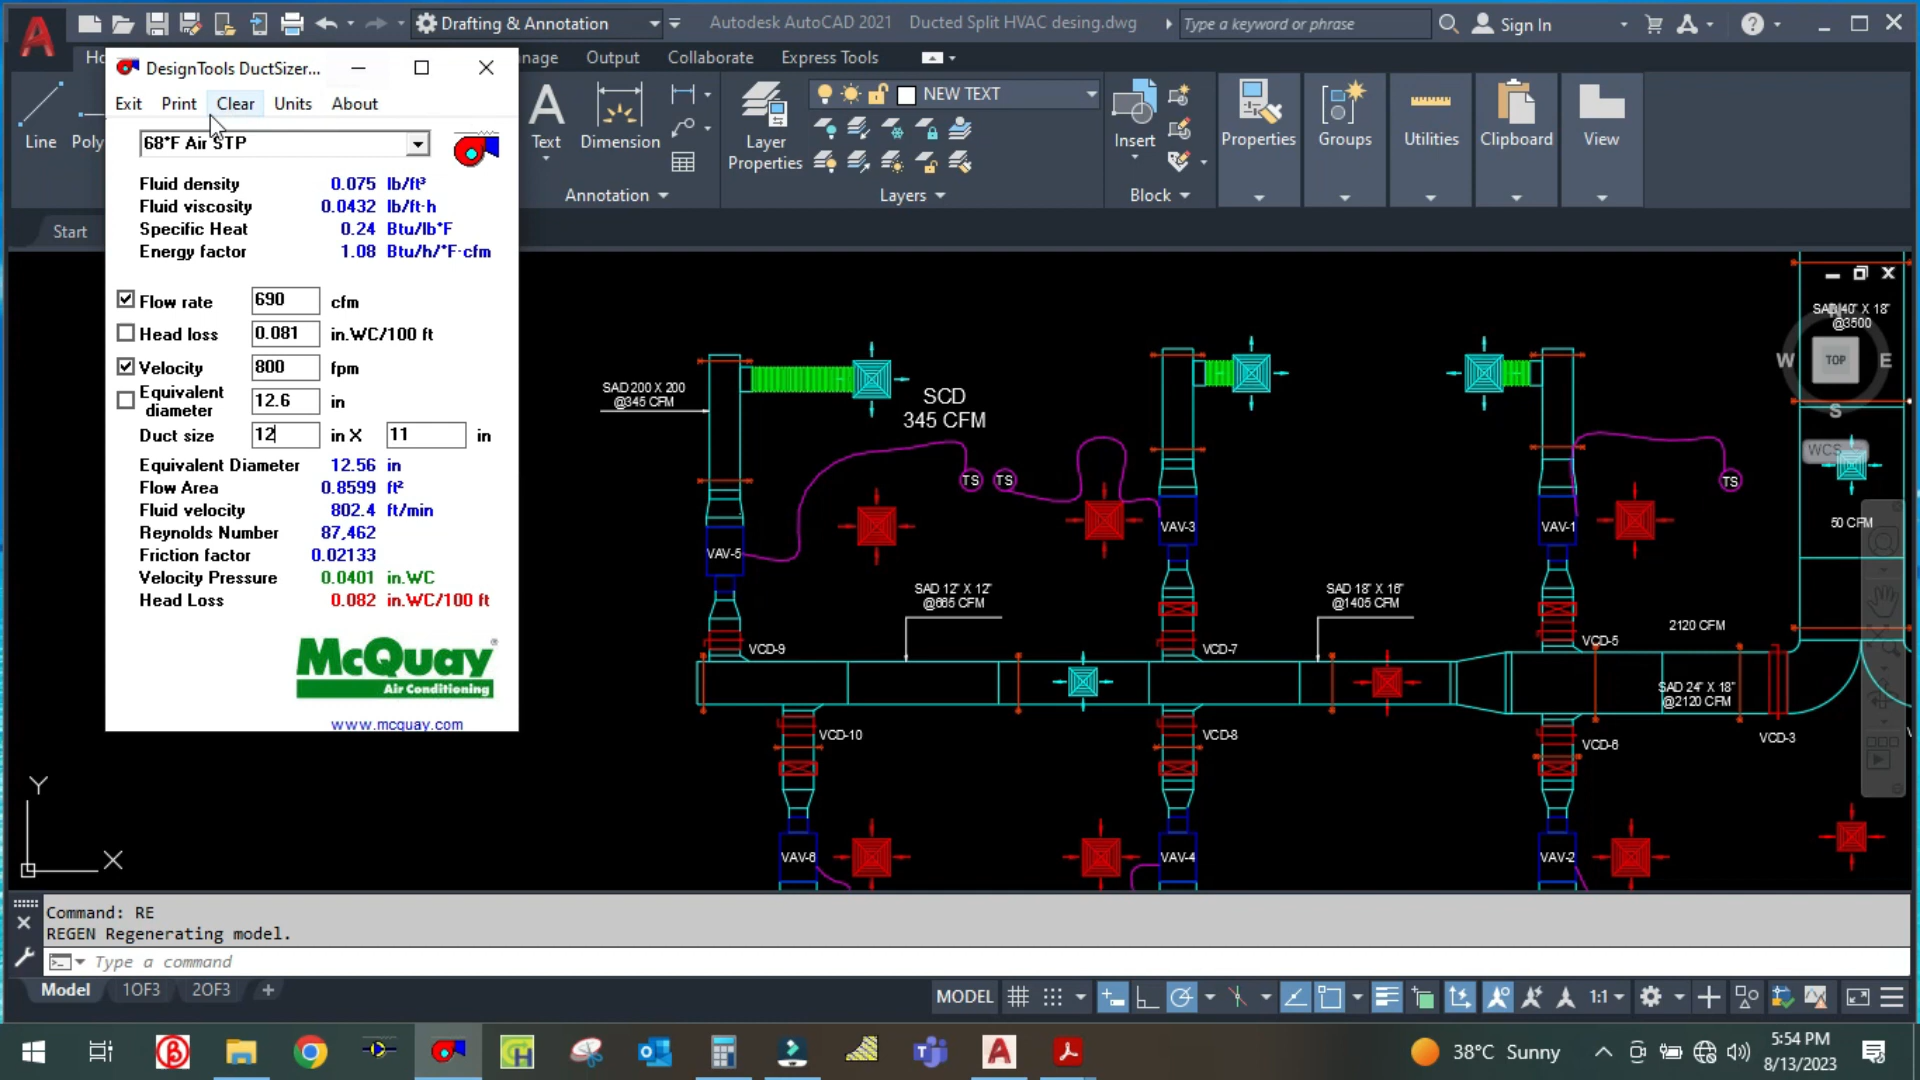 Drafting & Annotation
Autodesk AutoCAD 2021 Ducted Split HVAC desing.dwg
Type a keyword or phrase
Sign In
DesignTools DuctSizer...
Exit Print Clear Units About
nage Output Collaborate Express Tools
Line
Text
Dimension
Layer
Properties
NEW TEXT
Insert
Properties
Groups
Utilities
Clipboard
View
Annotation
Layers
Block
Start
68°F Air STP
Fluid density 0.075 lb/ft³
Fluid viscosity 0.0432 lb/ft·h
Specific Heat 0.24 Btu/lb°F
Energy factor 1.08 Btu/h/°F·cfm
Flow rate 690 cfm
Head loss 0.081 in.WC/100 ft
Velocity 800 fpm
Equivalent
diameter 12.6 in
Duct size 12 in X 11 in
Equivalent Diameter 12.56 in
Flow Area 0.8599 ft²
Fluid velocity 802.4 ft/min
Reynolds Number 87,462
Friction factor 0.02133
Velocity Pressure 0.0401 in.WC
Head Loss 0.082 in.WC/100 ft
McQuay
Air Conditioning
www.mcquay.com
SAD 200 X 200
@345 CFM
SCD
345 CFM
TS TS TS
VAV-5
VAV-3
VAV-1
SAD 40" X 18"
@3500
W TOP E
S
WCS
50 CFM
SAD 12" X 12"
@665 CFM
SAD 18" X 16"
@1405 CFM
2120 CFM
VCD-9
VCD-7
VCD-5
SAD 24" X 18"
@2120 CFM
VCD-10
VCD-8
VCD-6
VCD-3
VAV-6
VAV-4
VAV-2
Y
X
Command: RE
REGEN Regenerating model.
Type a command
Model 1OF3 2OF3 +
MODEL
1:1
38°C Sunny
5:54 PM
8/13/2023